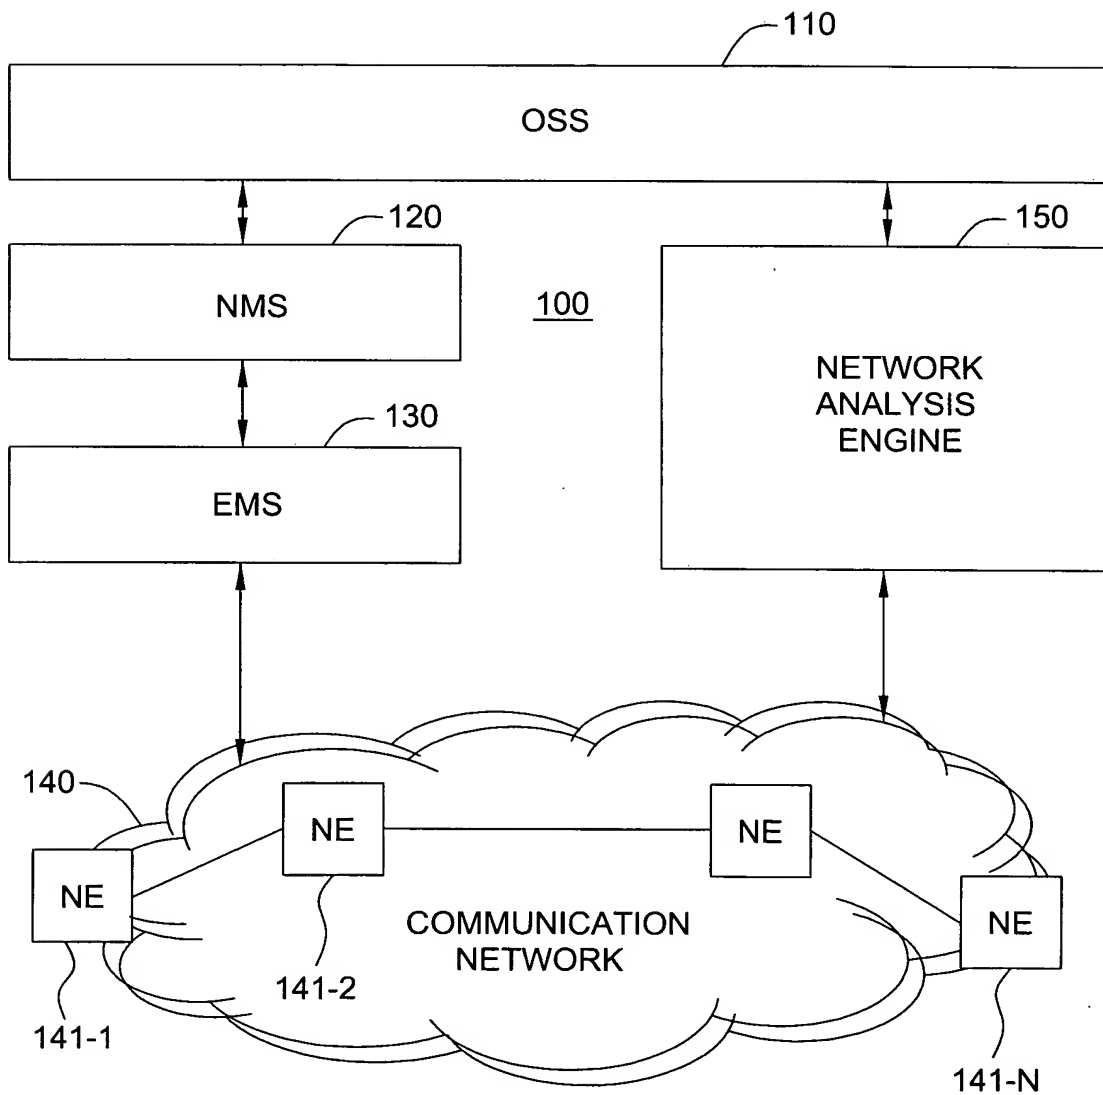 110
OSS
120
150
NMS
100
NETWORK
ANALYSIS
ENGINE
130
EMS
140
NE
NE
NE
NE
COMMUNICATION
NETWORK
141-2
141-1
141-N